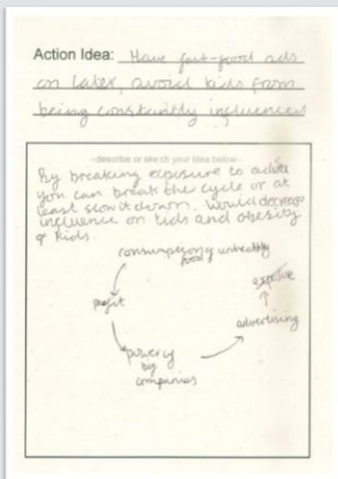 Action Idea: Have fast-food ads
on later, avoid kids from
being constantly influenced
--describe or sketch your idea below--
By breaking exposure to
you can break the cycle or at
least slow it down. Would decrease
influence on kids and obesity
of kids.
consumption of unhealthy
food
exposure
profit
advertising
power of
big
companies